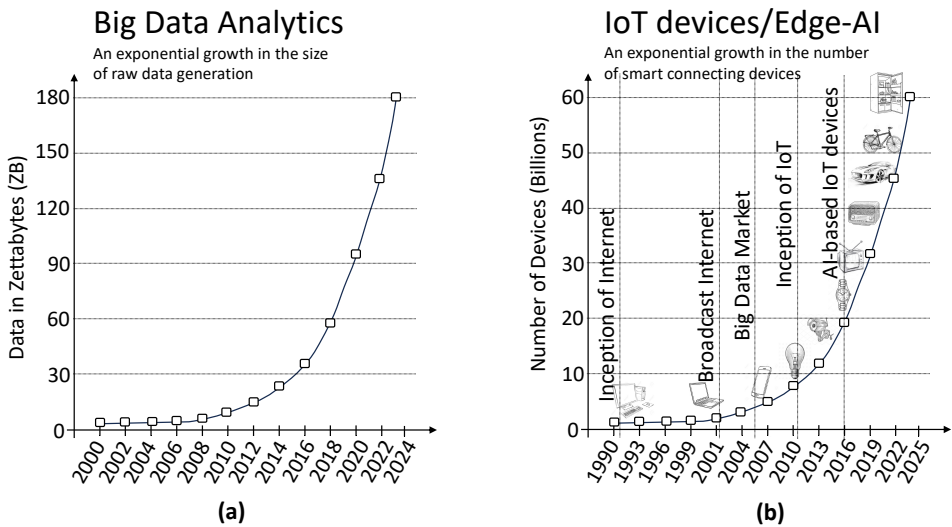 Big Data Analytics
An exponential growth in the size
of raw data generation
Data in Zettabytes (ZB)
180
150
120
90
60
30
0
2000
2002
2004
2006
2008
2010
2012
2014
2016
2018
2020
2022
2024
(a)
IoT devices/Edge-AI
An exponential growth in the number
of smart connecting devices
Number of Devices (Billions)
60
50
40
30
20
10
0
Inception of Internet
Broadcast Internet
Big Data Market
Inception of IoT
AI-based IoT devices
1990
1993
1996
1999
2001
2004
2007
2010
2013
2016
2019
2022
2025
(b)